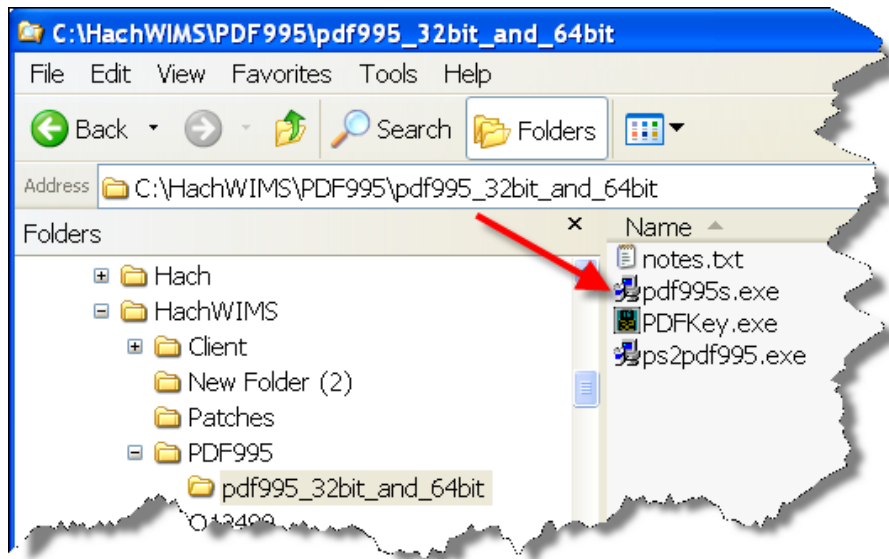 C:\HachWIMS\PDF995\pdf995_32bit_and_64bit
File Edit View Favorites Tools Help
Back Search Folders
Address C:\HachWIMS\PDF995\pdf995_32bit_and_64bit
Folders
Hach
HachWIMS
Client
New Folder (2)
Patches
PDF995
pdf995_32bit_and_64bit
Name
notes.txt
pdf995s.exe
PDFKey.exe
ps2pdf995.exe